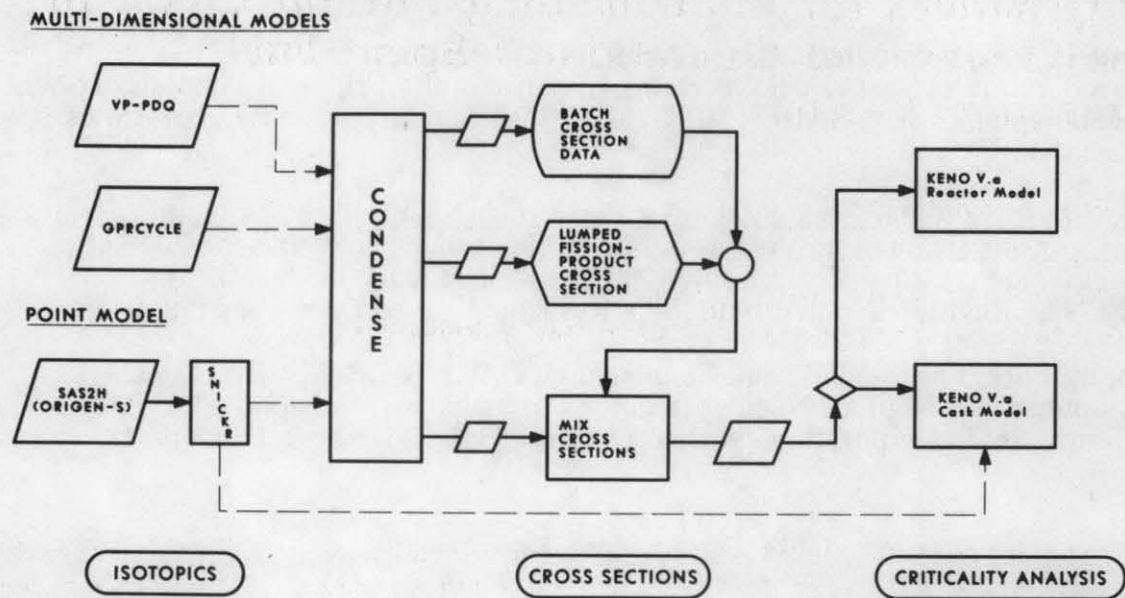 MULTI-DIMENSIONAL MODELS
VP-PDQ
GPRCYCLE
POINT MODEL
SAS2H
(ORIGEN-S)
SNICKR
CONDENSE
BATCH
CROSS
SECTION
DATA
LUMPED
FISSION-
PRODUCT
CROSS
SECTION
MIX
CROSS
SECTIONS
KENO V.a
Reactor Model
KENO V.a
Cast Model
ISOTOPICS
CROSS SECTIONS
CRITICALITY ANALYSIS